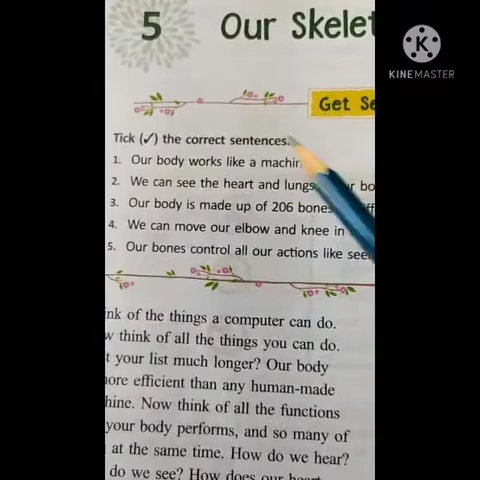 5 Our Skelet
K
KINEMASTER
Get Se
Tick (✓) the correct sentences.
1. Our body works like a machin
2. We can see the heart and lungs bo
3. Our body is made up of 206 bones
4. We can move our elbow and knee in
5. Our bones control all our actions like see
ink of the things a computer can do.
w think of all the things you can do.
t your list much longer? Our body
more efficient than any human-made
hine. Now think of all the functions
your body performs, and so many of
at the same time. How do we hear?
do we see? How does our heart